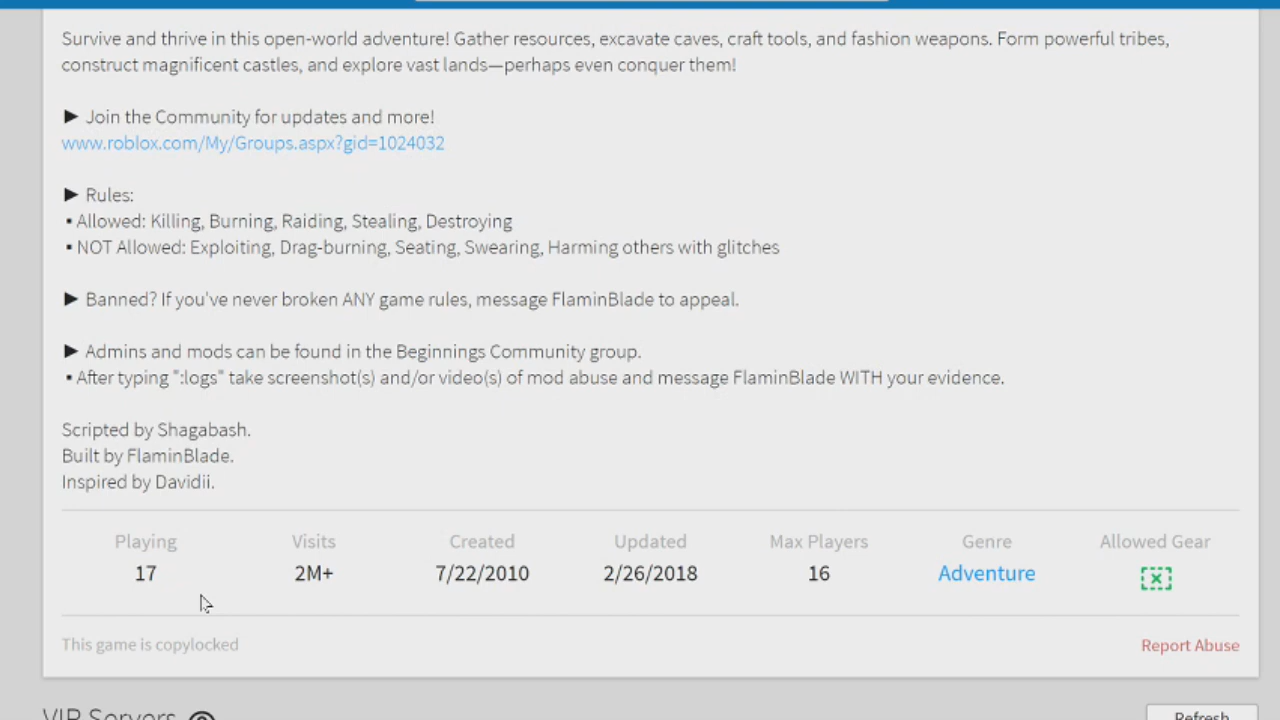 Survive and thrive in this open-world adventure! Gather resources, excavate caves, craft tools, and fashion weapons. Form powerful tribes,
construct magnificent castles, and explore vast lands—perhaps even conquer them!
► Join the Community for updates and more!
www.roblox.com/My/Groups.aspx?gid=1024032
► Rules:
▪ Allowed: Killing, Burning, Raiding, Stealing, Destroying
▪ NOT Allowed: Exploiting, Drag-burning, Seating, Swearing, Harming others with glitches
► Banned? If you've never broken ANY game rules, message FlaminBlade to appeal.
► Admins and mods can be found in the Beginnings Community group.
▪ After typing ":logs" take screenshot(s) and/or video(s) of mod abuse and message FlaminBlade WITH your evidence.
Scripted by Shagabash.
Built by FlaminBlade.
Inspired by Davidii.
Playing Visits Created Updated Max Players Genre Allowed Gear
17 2M+ 7/22/2010 2/26/2018 16 Adventure
This game is copylocked Report Abuse
VIP Servers Refresh